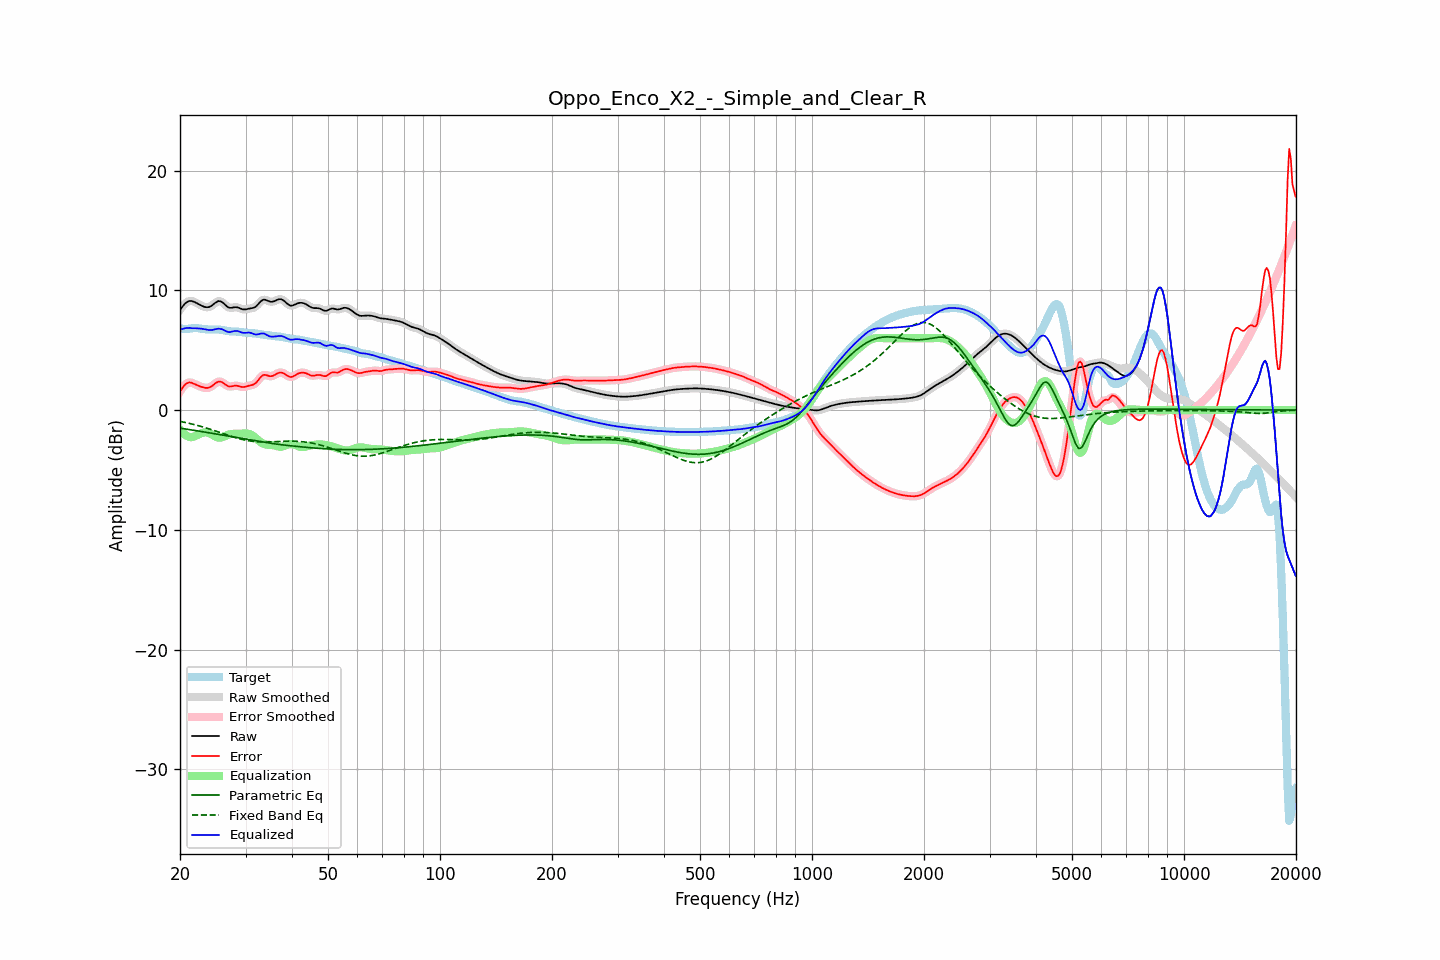 Oppo_Enco_X2_-_Simple_and_Clear_R
Amplitude (dBr)
20
10
0
−10
−20
−30
Target
Raw Smoothed
Error Smoothed
Raw
Error
Equalization
Parametric Eq
Fixed Band Eq
Equalized
20 50 100 200 500 1000 2000 5000 10000 20000
Frequency (Hz)